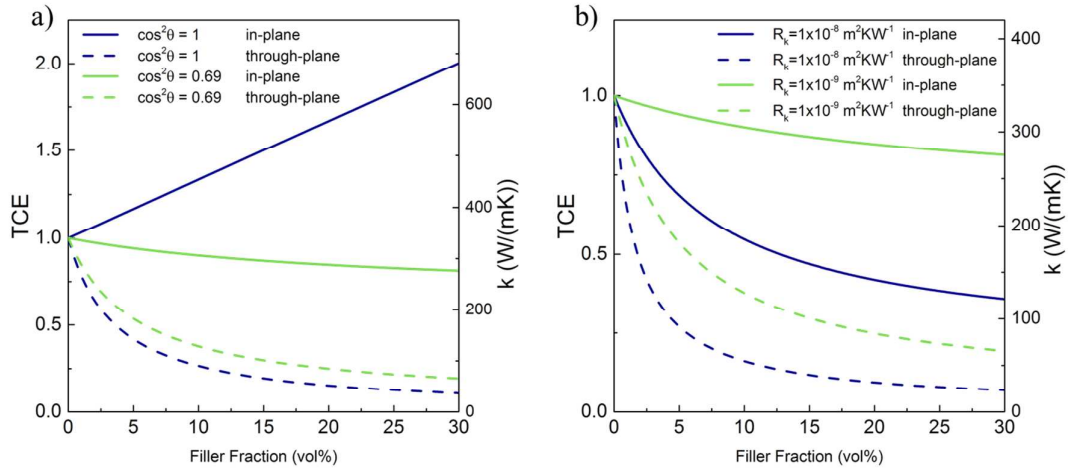 a)
cos²θ = 1 in-plane
cos²θ = 1 through-plane
cos²θ = 0.69 in-plane
cos²θ = 0.69 through-plane
2.0
1.5
1.0
0.5
0.0
TCE
600
400
200
0
k (W/(mK))
0 5 10 15 20 25 30
Filler Fraction (vol%)
b)
Rₖ=1x10⁻⁸ m²KW⁻¹ in-plane
Rₖ=1x10⁻⁸ m²KW⁻¹ through-plane
Rₖ=1x10⁻⁹ m²KW⁻¹ in-plane
Rₖ=1x10⁻⁹ m²KW⁻¹ through-plane
1.0
0.5
0.0
TCE
400
300
200
100
0
k (W/(mK))
0 5 10 15 20 25 30
Filler Fraction (vol%)